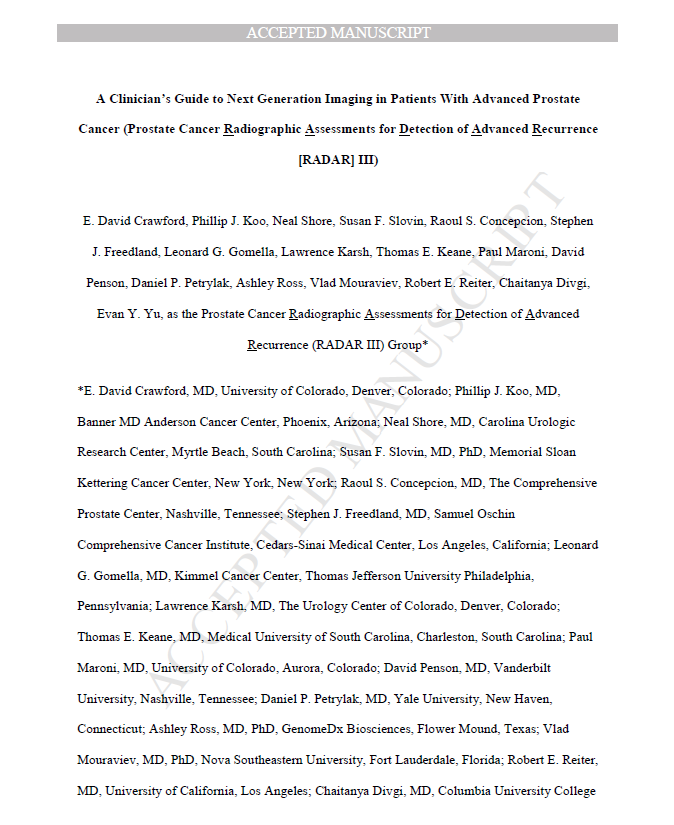 ACCEPTED MANUSCRIPT
A Clinician's Guide to Next Generation Imaging in Patients With Advanced Prostate
Cancer (Prostate Cancer Radiographic Assessments for Detection of Advanced Recurrence
[RADAR] III)
E. David Crawford, Phillip J. Koo, Neal Shore, Susan F. Slovin, Raoul S. Concepcion, Stephen
J. Freedland, Leonard G. Gomella, Lawrence Karsh, Thomas E. Keane, Paul Maroni, David
Penson, Daniel P. Petrylak, Ashley Ross, Vlad Mouraviev, Robert E. Reiter, Chaitanya Divgi,
Evan Y. Yu, as the Prostate Cancer Radiographic Assessments for Detection of Advanced
Recurrence (RADAR III) Group*
*E. David Crawford, MD, University of Colorado, Denver, Colorado; Phillip J. Koo, MD,
Banner MD Anderson Cancer Center, Phoenix, Arizona; Neal Shore, MD, Carolina Urologic
Research Center, Myrtle Beach, South Carolina; Susan F. Slovin, MD, PhD, Memorial Sloan
Kettering Cancer Center, New York, New York; Raoul S. Concepcion, MD, The Comprehensive
Prostate Center, Nashville, Tennessee; Stephen J. Freedland, MD, Samuel Oschin
Comprehensive Cancer Institute, Cedars-Sinai Medical Center, Los Angeles, California; Leonard
G. Gomella, MD, Kimmel Cancer Center, Thomas Jefferson University Philadelphia,
Pennsylvania; Lawrence Karsh, MD, The Urology Center of Colorado, Denver, Colorado;
Thomas E. Keane, MD, Medical University of South Carolina, Charleston, South Carolina; Paul
Maroni, MD, University of Colorado, Aurora, Colorado; David Penson, MD, Vanderbilt
University, Nashville, Tennessee; Daniel P. Petrylak, MD, Yale University, New Haven,
Connecticut; Ashley Ross, MD, PhD, GenomeDx Biosciences, Flower Mound, Texas; Vlad
Mouraviev, MD, PhD, Nova Southeastern University, Fort Lauderdale, Florida; Robert E. Reiter,
MD, University of California, Los Angeles; Chaitanya Divgi, MD, Columbia University College
ACCEPTED MANUSCRIPT